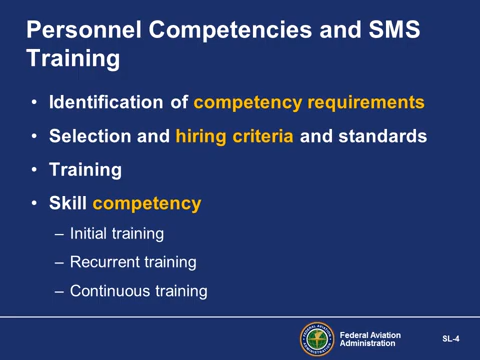 Personnel Competencies and SMS
Training
• Identification of competency requirements
• Selection and hiring criteria and standards
• Training
• Skill competency
– Initial training
– Recurrent training
– Continuous training
Federal Aviation
Administration
SL-4